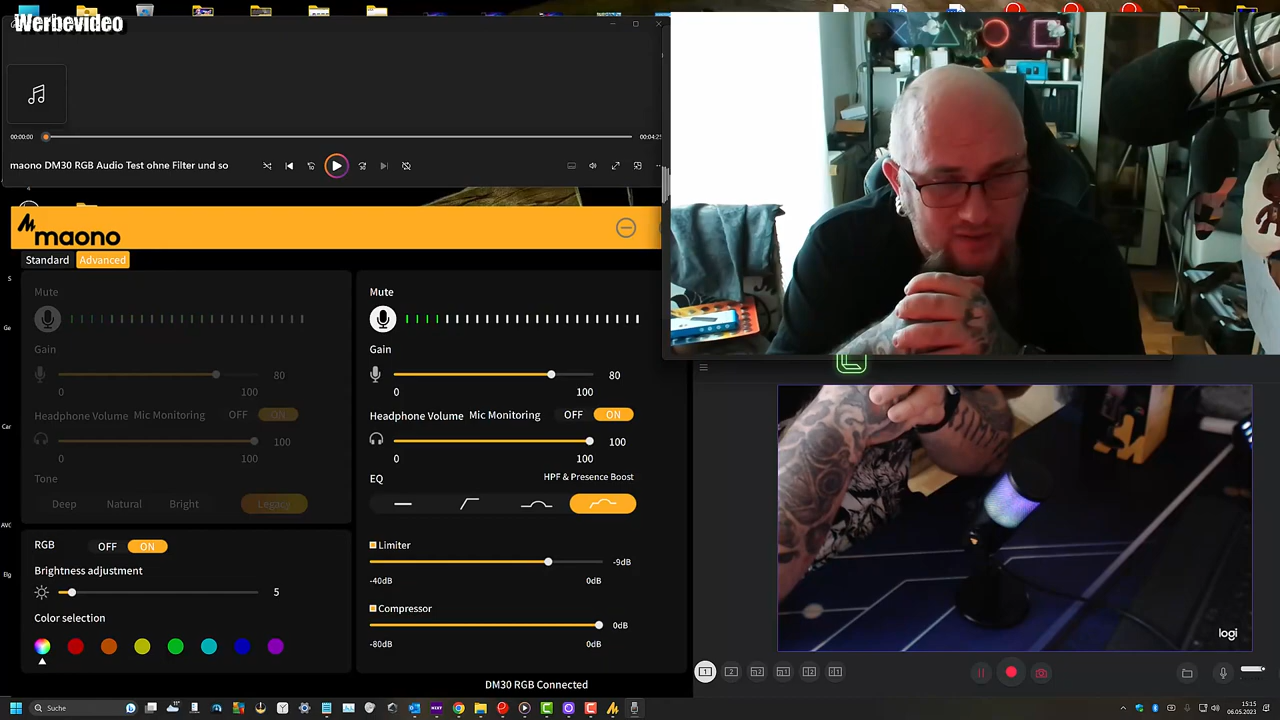 Werbevideo
00:00:00
maono DM30 RGB Audio Test ohne Filter und so
maono
Standard
Advanced
Mute
Gain
80
0
100
Headphone Volume
Mic Monitoring
OFF
ON
100
0
100
Tone
Deep
Natural
Bright
Legacy
RGB
OFF
ON
Brightness adjustment
5
Color selection
Mute
Gain
80
0
100
Headphone Volume
Mic Monitoring
OFF
ON
100
0
100
EQ
HPF & Presence Boost
Limiter
-9dB
-40dB
0dB
Compressor
0dB
-80dB
0dB
DM30 RGB Connected
logi
Suche
15:15
06.05.2023